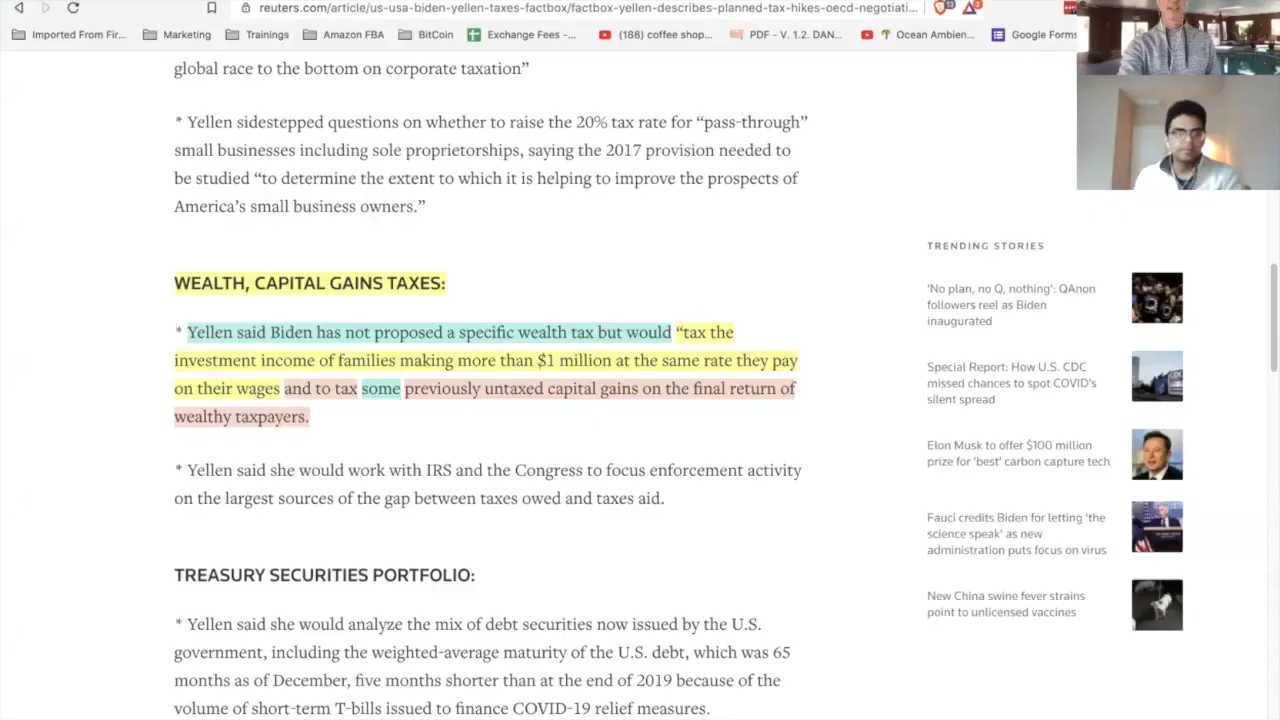 reuters.com/article/us-usa-biden-yellen-taxes-factbox/factbox-yellen-describes-planned-tax-hikes-oecd-negotiati...
13
Imported From Fir... Marketing Trainings Amazon FBA BitCoin Exchange Fees -... (188) coffee shop... PDF - V. 1.2. DAN... Ocean Ambien... Google Forms
global race to the bottom on corporate taxation”
* Yellen sidestepped questions on whether to raise the 20% tax rate for “pass-through”
small businesses including sole proprietorships, saying the 2017 provision needed to
be studied “to determine the extent to which it is helping to improve the prospects of
America’s small business owners.”
WEALTH, CAPITAL GAINS TAXES:
* Yellen said Biden has not proposed a specific wealth tax but would “tax the
investment income of families making more than $1 million at the same rate they pay
on their wages and to tax some previously untaxed capital gains on the final return of
wealthy taxpayers.
* Yellen said she would work with IRS and the Congress to focus enforcement activity
on the largest sources of the gap between taxes owed and taxes aid.
TREASURY SECURITIES PORTFOLIO:
* Yellen said she would analyze the mix of debt securities now issued by the U.S.
government, including the weighted-average maturity of the U.S. debt, which was 65
months as of December, five months shorter than at the end of 2019 because of the
volume of short-term T-bills issued to finance COVID-19 relief measures.
TRENDING STORIES
'No plan, no Q, nothing': QAnon
followers reel as Biden
inaugurated
Special Report: How U.S. CDC
missed chances to spot COVID's
silent spread
Elon Musk to offer $100 million
prize for 'best' carbon capture tech
Fauci credits Biden for letting 'the
science speak' as new
administration puts focus on virus
New China swine fever strains
point to unlicensed vaccines